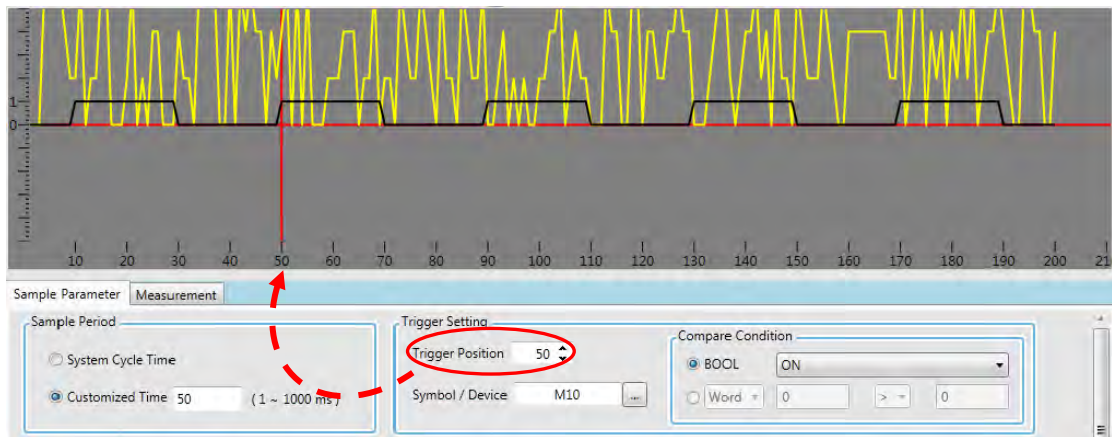 1
0
10 20 30 40 50 60 70 80 90 100 110 120 130 140 150 160 170 180 190 200 21
Sample Parameter Measurement
Sample Period
System Cycle Time
Customized Time 50 ( 1 ~ 1000 ms )
Trigger Setting
Trigger Position 50
Symbol / Device M10 ...
Compare Condition
BOOL ON
Word 0 > 0